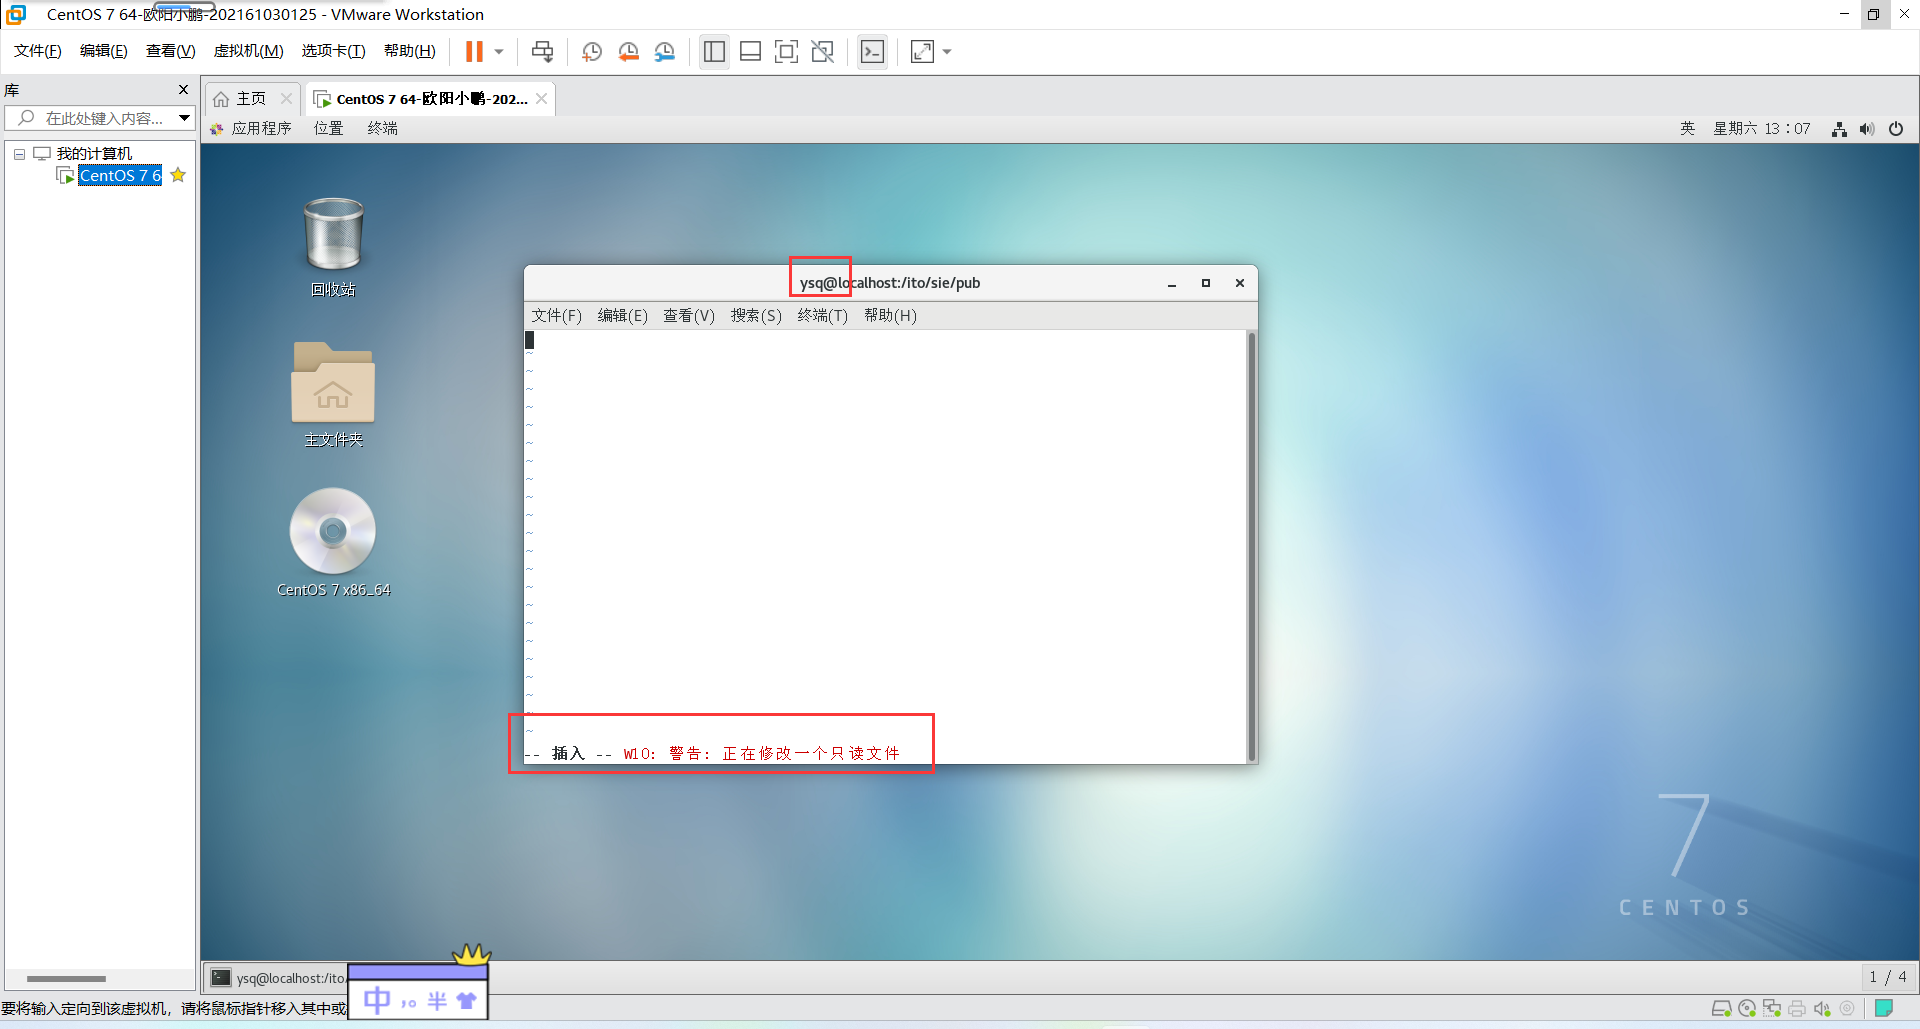 CentOS 7 64-欧阳小鹏-202161030125 - VMware Workstation
文件(F) 编辑(E) 查看(V) 虚拟机(M) 选项卡(T) 帮助(H)
库
主页
CentOS 7 64-欧阳小鹏-202...
在此处键入内容...
应用程序 位置 终端
英 星期六 13:07
我的计算机
CentOS 7 6
回收站
ysq@localhost:/ito/sie/pub
文件(F) 编辑(E) 查看(V) 搜索(S) 终端(T) 帮助(H)
主文件夹
CentOS 7 x86_64
-- 插入 -- W10: 警告: 正在修改一个只读文件
7
CENTOS
ysq@localhost:/ito/
1 / 4
中 ,。半
要将输入定向到该虚拟机，请将鼠标指针移入其中或